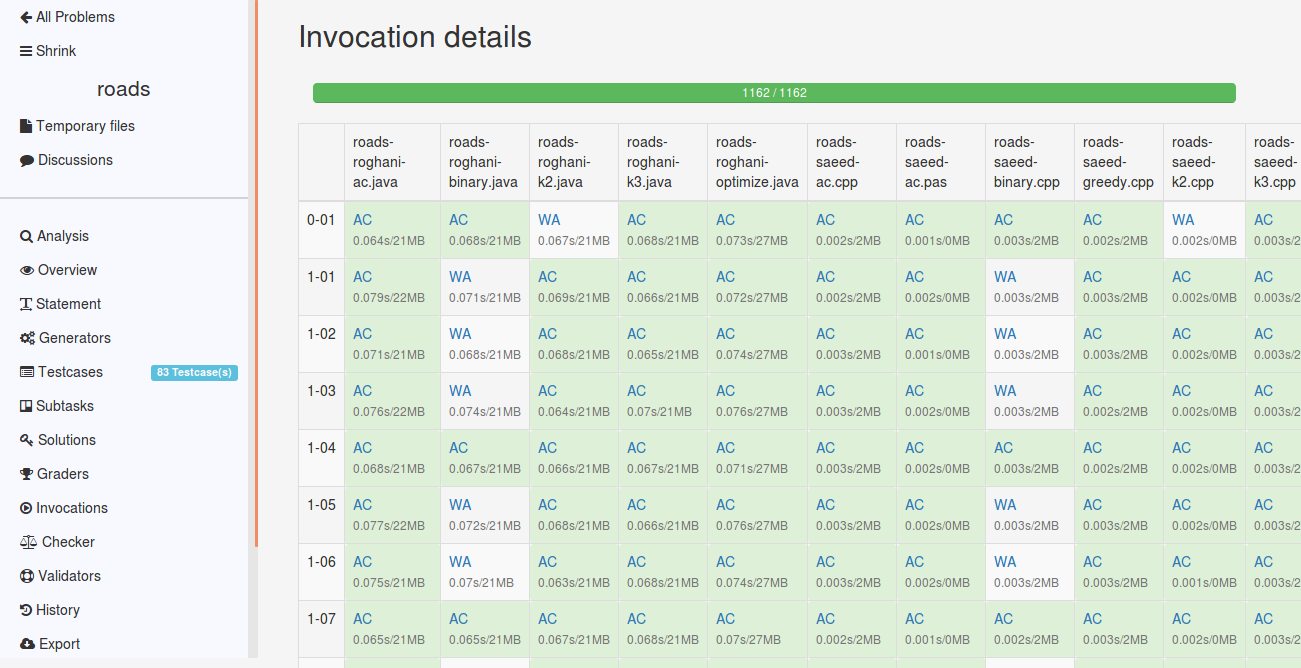 All Problems
Shrink
roads
Temporary files
Discussions
Analysis
Overview
Statement
Generators
Testcases 83 Testcase(s)
Subtasks
Solutions
Graders
Invocations
Checker
Validators
History
Export
Invocation details
1162 / 1162
roads-roghani-ac.java roads-roghani-binary.java roads-roghani-k2.java roads-roghani-k3.java roads-roghani-optimize.java roads-saeed-ac.cpp roads-saeed-ac.pas roads-saeed-binary.cpp roads-saeed-greedy.cpp roads-saeed-k2.cpp roads-saeed-k3.cpp
0-01 AC AC WA AC AC AC AC AC AC WA AC
0.064s/21MB 0.068s/21MB 0.067s/21MB 0.068s/21MB 0.073s/27MB 0.002s/2MB 0.001s/0MB 0.003s/2MB 0.002s/2MB 0.002s/0MB 0.003s/2
1-01 AC WA AC AC AC AC AC WA AC AC AC
0.079s/22MB 0.071s/21MB 0.069s/21MB 0.066s/21MB 0.072s/27MB 0.002s/2MB 0.002s/0MB 0.003s/2MB 0.003s/2MB 0.002s/0MB 0.003s/2
1-02 AC WA AC AC AC AC AC WA AC AC AC
0.071s/21MB 0.068s/21MB 0.068s/21MB 0.065s/21MB 0.074s/27MB 0.003s/2MB 0.001s/0MB 0.003s/2MB 0.003s/2MB 0.002s/0MB 0.003s/2
1-03 AC WA AC AC AC AC AC WA AC AC AC
0.076s/22MB 0.074s/21MB 0.064s/21MB 0.07s/21MB 0.076s/27MB 0.003s/2MB 0.002s/0MB 0.003s/2MB 0.002s/2MB 0.002s/0MB 0.003s/2
1-04 AC AC AC AC AC AC AC AC AC AC AC
0.068s/21MB 0.067s/21MB 0.066s/21MB 0.067s/21MB 0.071s/27MB 0.003s/2MB 0.002s/0MB 0.003s/2MB 0.002s/2MB 0.002s/0MB 0.003s/2
1-05 AC WA AC AC AC AC AC WA AC AC AC
0.077s/22MB 0.072s/21MB 0.068s/21MB 0.066s/21MB 0.076s/27MB 0.003s/2MB 0.002s/0MB 0.003s/2MB 0.003s/2MB 0.002s/0MB 0.003s/2
1-06 AC WA AC AC AC AC AC WA AC AC AC
0.075s/21MB 0.07s/21MB 0.063s/21MB 0.068s/21MB 0.074s/27MB 0.003s/2MB 0.002s/0MB 0.003s/2MB 0.003s/2MB 0.001s/0MB 0.003s/2
1-07 AC AC AC AC AC AC AC AC AC AC AC
0.065s/21MB 0.065s/21MB 0.067s/21MB 0.068s/21MB 0.07s/27MB 0.002s/2MB 0.001s/0MB 0.002s/2MB 0.003s/2MB 0.002s/0MB 0.003s/2